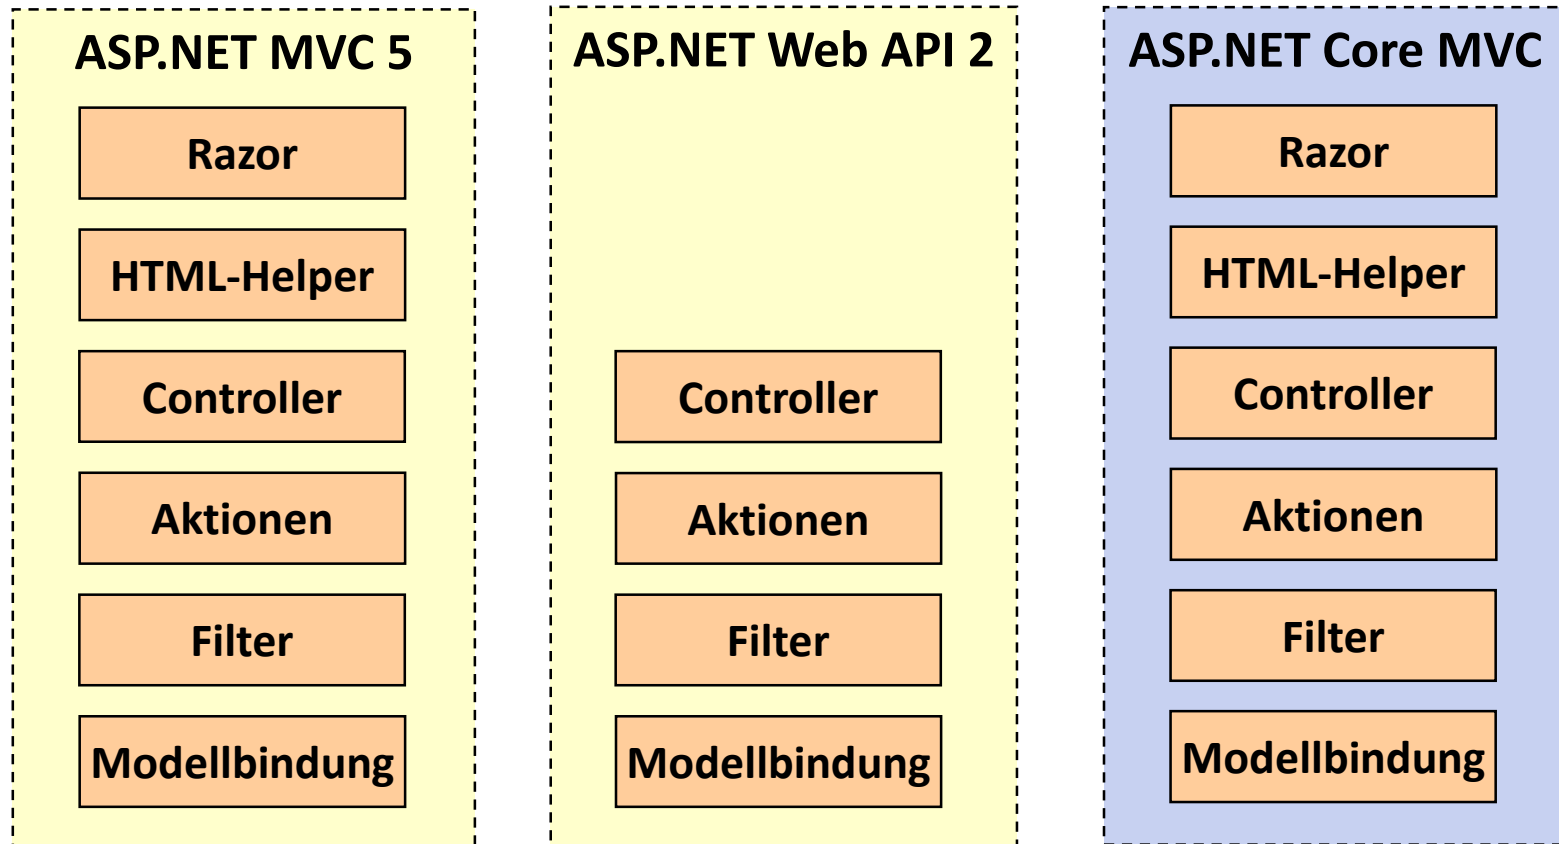 ASP.NET MVC 5
Razor
HTML-Helper
Controller
Aktionen
Filter
Modellbindung
ASP.NET Web API 2
Controller
Aktionen
Filter
Modellbindung
ASP.NET Core MVC
Razor
HTML-Helper
Controller
Aktionen
Filter
Modellbindung